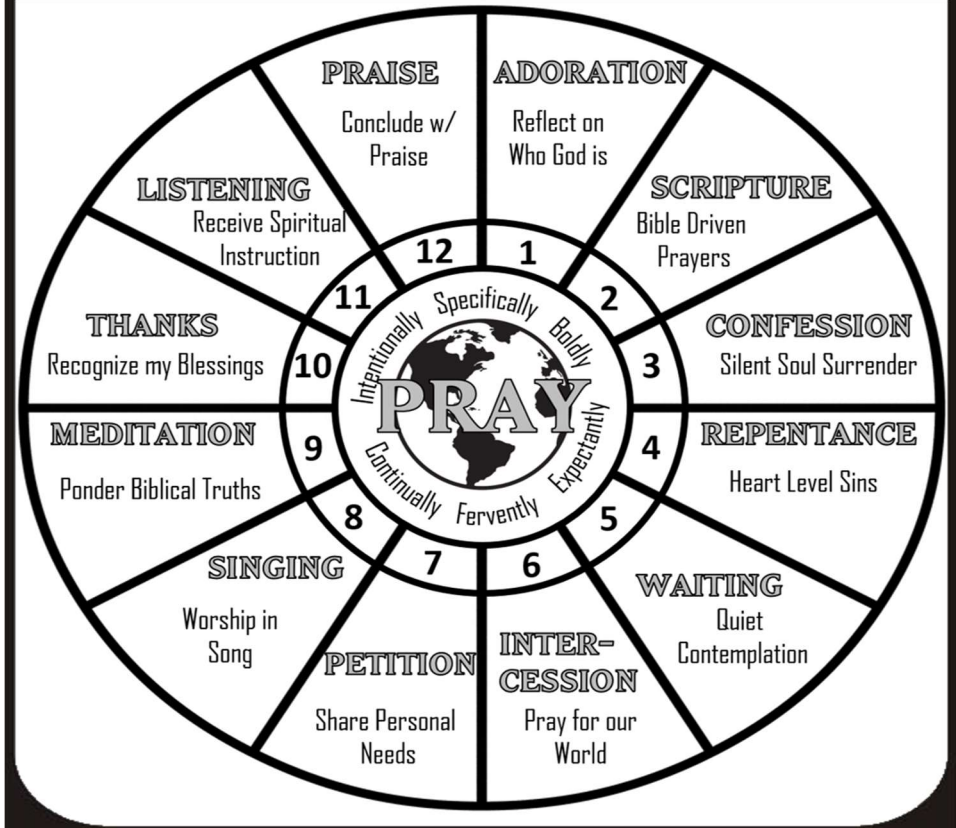 PRAISE
Conclude w/
Praise
12
ADORATION
Reflect on
Who God is
1
SCRIPTURE
Bible Driven
Prayers
2
CONFESSION
Silent Soul Surrender
3
REPENTANCE
Heart Level Sins
4
WAITING
Quiet
Contemplation
5
INTER-
CESSION
Pray for our
World
6
PETITION
Share Personal
Needs
7
SINGING
Worship in
Song
8
MEDITATION
Ponder Biblical Truths
9
THANKS
Recognize my Blessings
10
LISTENING
Receive Spiritual
Instruction
11
PRAY
Intentionally
Specifically
Boldly
Expectantly
Fervently
Continually